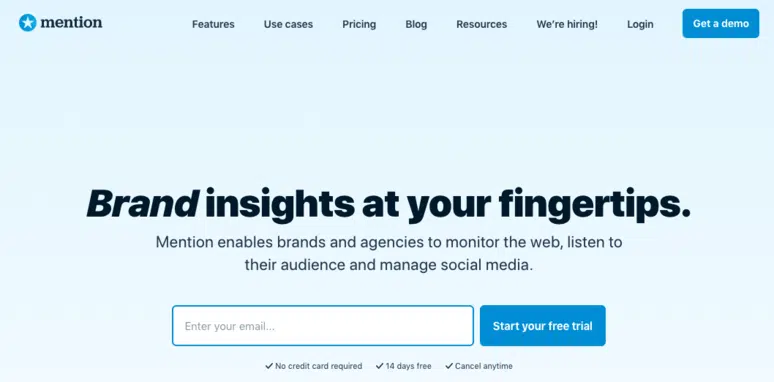 mention Features Use cases Pricing Blog Resources We're hiring! Login Get a demo
Brand insights at your fingertips.
Mention enables brands and agencies to monitor the web, listen to
their audience and manage social media.
Enter your email... Start your free trial
No credit card required 14 days free Cancel anytime